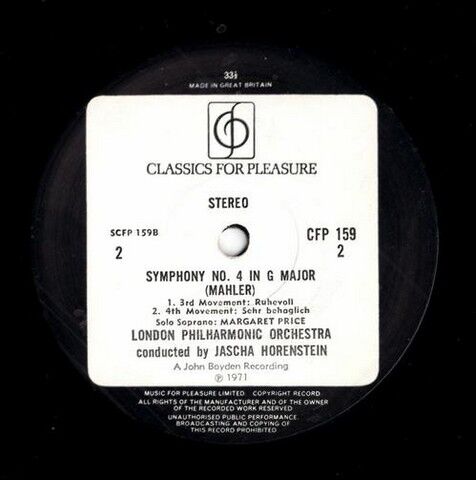 33⅓
MADE IN GREAT BRITAIN
CLASSICS FOR PLEASURE
STEREO
SCFP 159B
2
CFP 159
2
SYMPHONY NO. 4 IN G MAJOR
(MAHLER)
1. 3rd Movement: Ruhevoll
2. 4th Movement: Sehr behaglich
Solo Soprano: MARGARET PRICE
LONDON PHILHARMONIC ORCHESTRA
conducted by JASCHA HORENSTEIN
A John Boyden Recording
℗ 1971
MUSIC FOR PLEASURE LIMITED COPYRIGHT RECORD
ALL RIGHTS OF THE MANUFACTURER AND OF THE OWNER
OF THE RECORDED WORK RESERVED
UNAUTHORISED PUBLIC PERFORMANCE,
BROADCASTING AND COPYING OF
THIS RECORD PROHIBITED